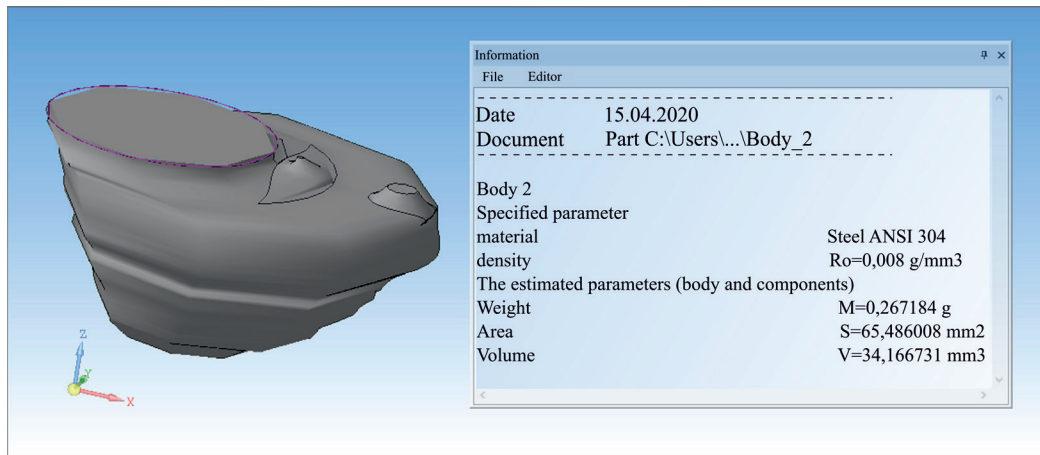 Information
File Editor
Date 15.04.2020
Document Part C:\Users\...\Body_2
Body 2
Specified parameter
material Steel ANSI 304
density Ro=0,008 g/mm3
The estimated parameters (body and components)
Weight M=0,267184 g
Area S=65,486008 mm2
Volume V=34,166731 mm3
Z
Y
X